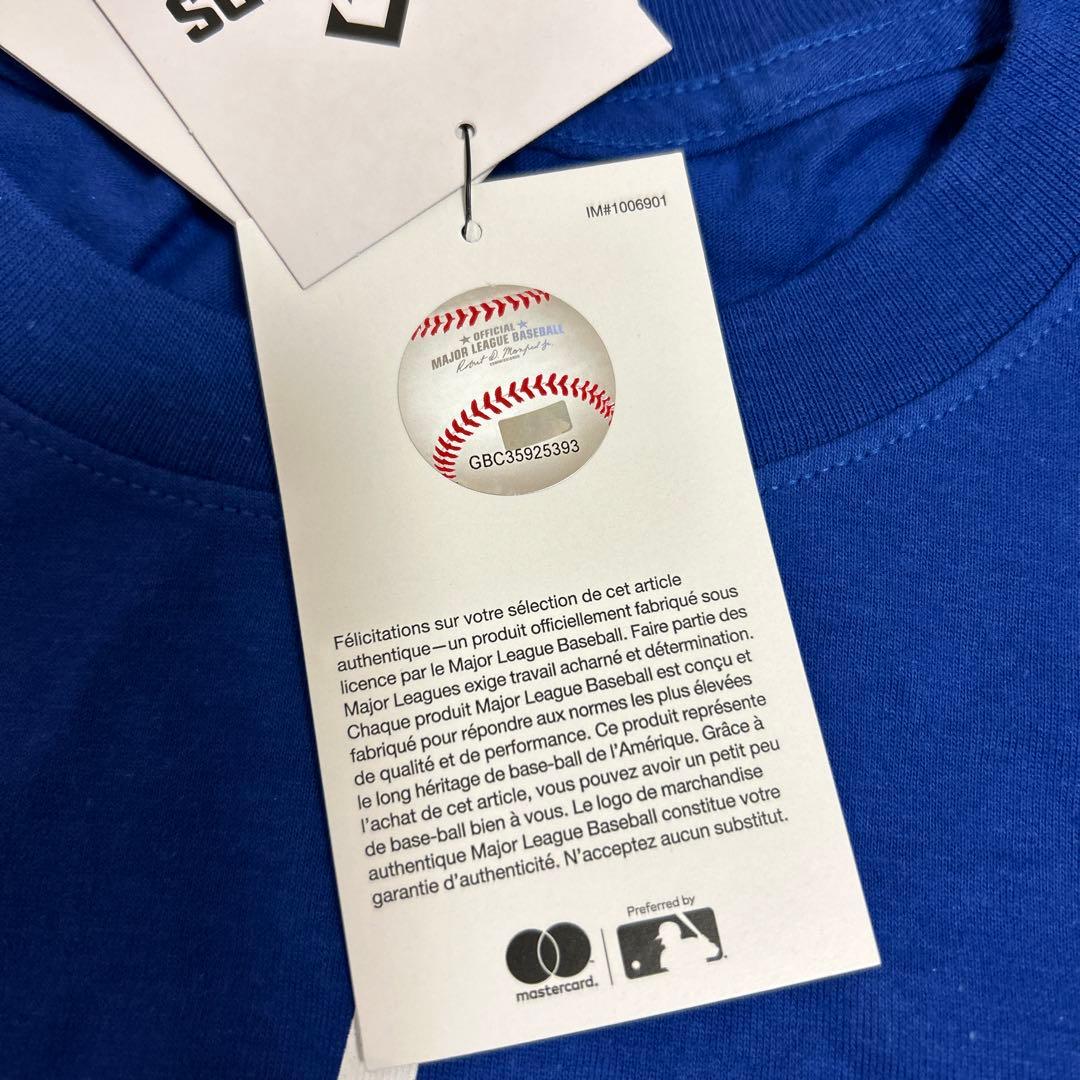 IM#1006901
OFFICIAL
MAJOR LEAGUE BASEBALL
COMMISSIONER
GBC35925393
Félicitations sur votre sélection de cet article
authentique—un produit officiellement fabriqué sous
licence par le Major League Baseball. Faire partie des
Major Leagues exige travail acharné et détermination.
Chaque produit Major League Baseball est conçu et
fabriqué pour répondre aux normes les plus élevées
de qualité et de performance. Ce produit représente
le long héritage de base-ball de l'Amérique. Grâce à
l'achat de cet article, vous pouvez avoir un petit peu
de base-ball bien à vous. Le logo de marchandise
authentique Major League Baseball constitue votre
garantie d'authenticité. N'acceptez aucun substitut.
Preferred by
mastercard.